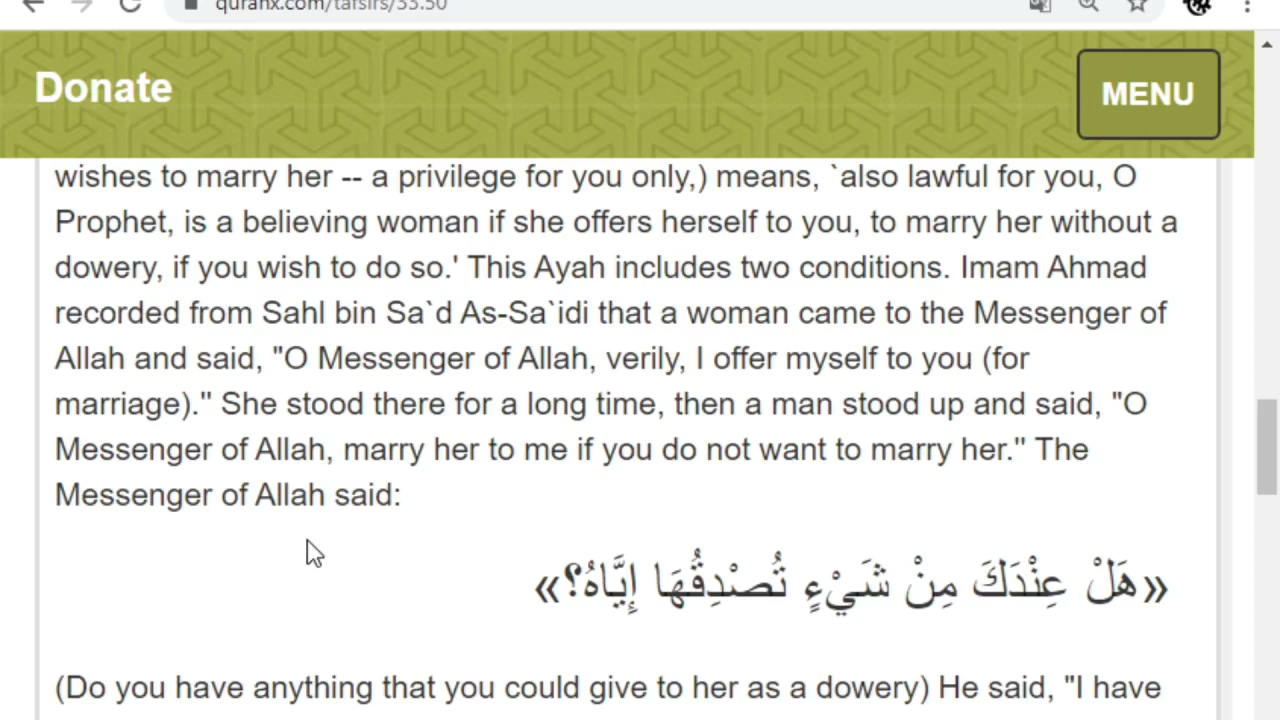 quranx.com/tafsirs/33.50
Donate
MENU
wishes to marry her -- a privilege for you only,) means, `also lawful for you, O
Prophet, is a believing woman if she offers herself to you, to marry her without a
dowery, if you wish to do so.' This Ayah includes two conditions. Imam Ahmad
recorded from Sahl bin Sa`d As-Sa`idi that a woman came to the Messenger of
Allah and said, "O Messenger of Allah, verily, I offer myself to you (for
marriage)." She stood there for a long time, then a man stood up and said, "O
Messenger of Allah, marry her to me if you do not want to marry her." The
Messenger of Allah said:
«هَلْ عِنْدَكَ مِنْ شَيْءٍ تُصْدِقُهَا إِيَّاهُ؟»
(Do you have anything that you could give to her as a dowery) He said, "I have